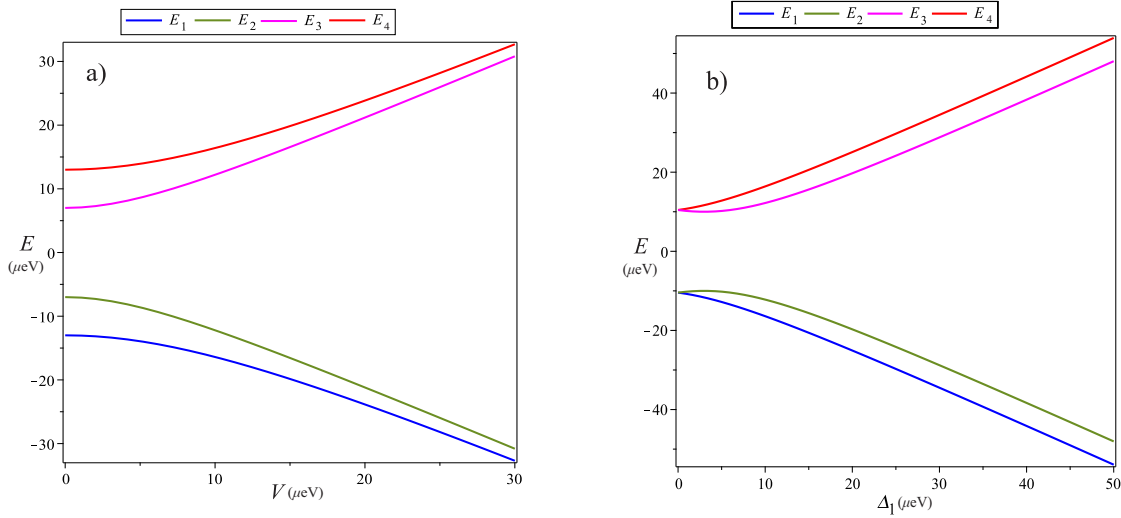 E₁ E₂ E₃ E₄
a)
30
20
10
0
−10
−20
−30
E
(μeV)
0 10 20 30
V (μeV)
E₁ E₂ E₃ E₄
b)
40
20
0
−20
−40
E
(μeV)
0 10 20 30 40 50
Δ₁ (μeV)